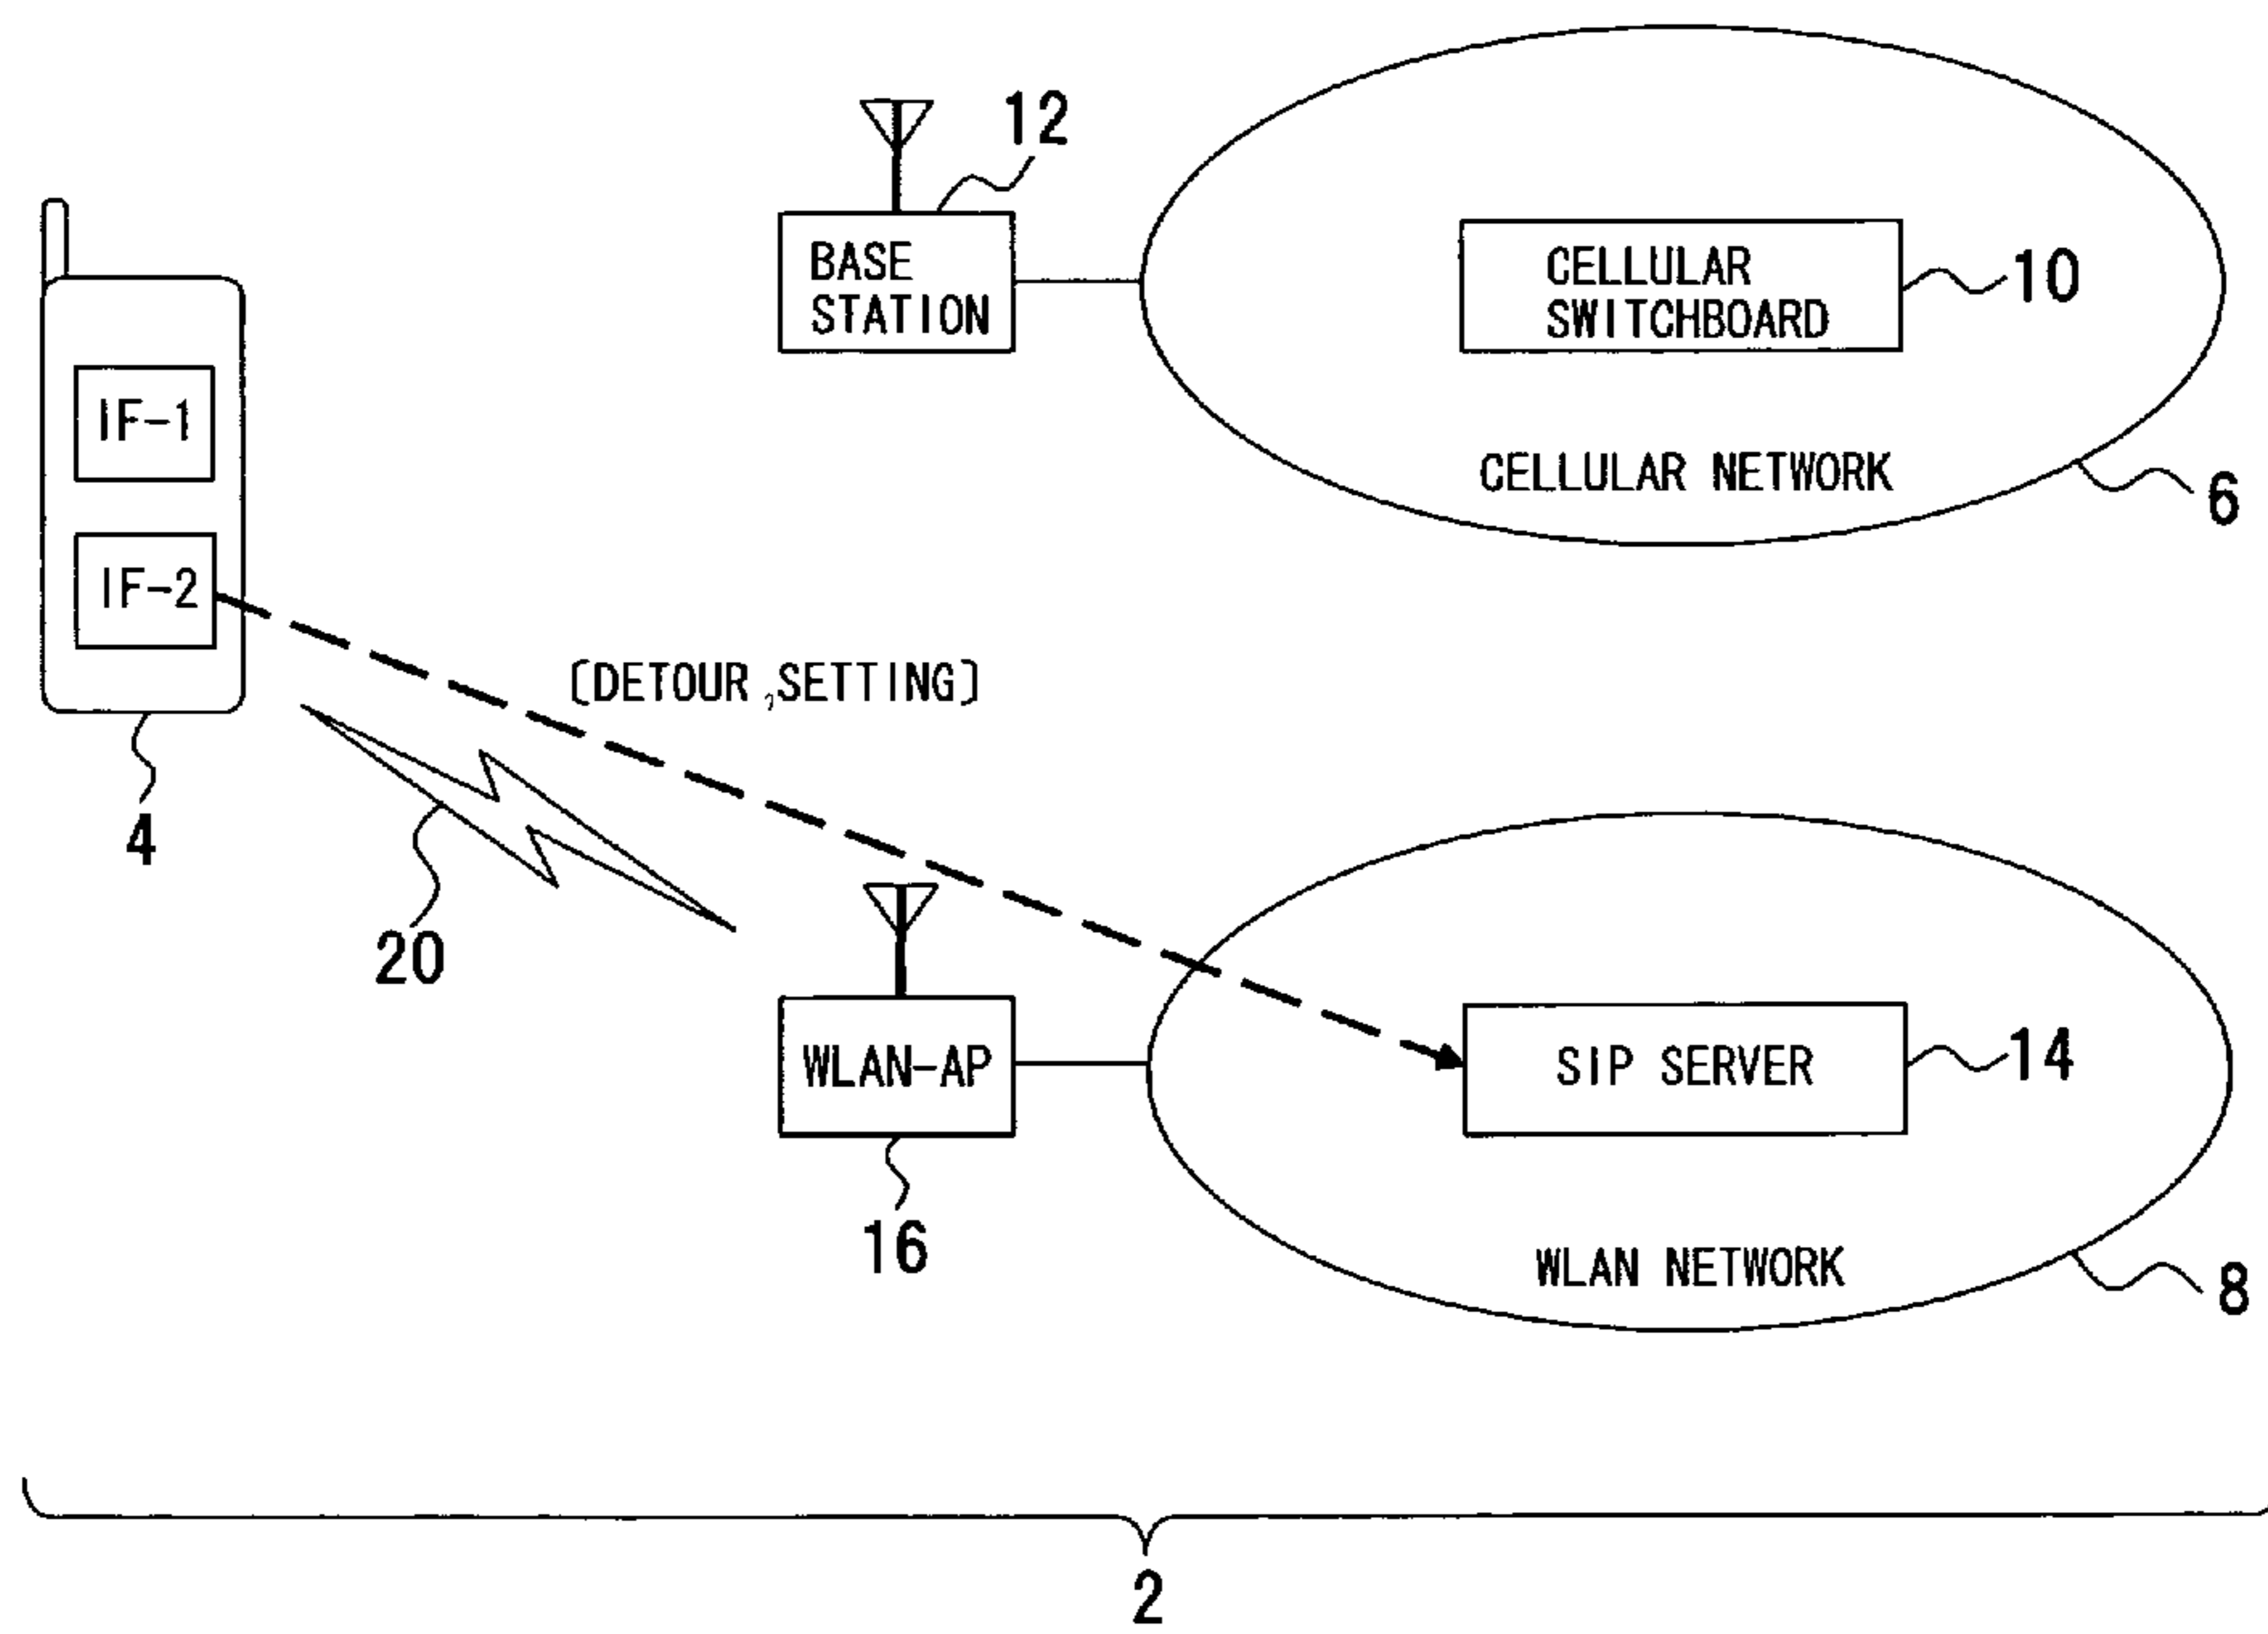 12
BASE
STATION
CELLULAR
SWITCHBOARD
10
CELLULAR NETWORK
6
IF-1
IF-2
[DETOUR,SETTING]
4
20
WLAN-AP
16
SIP SERVER
14
WLAN NETWORK
8
2